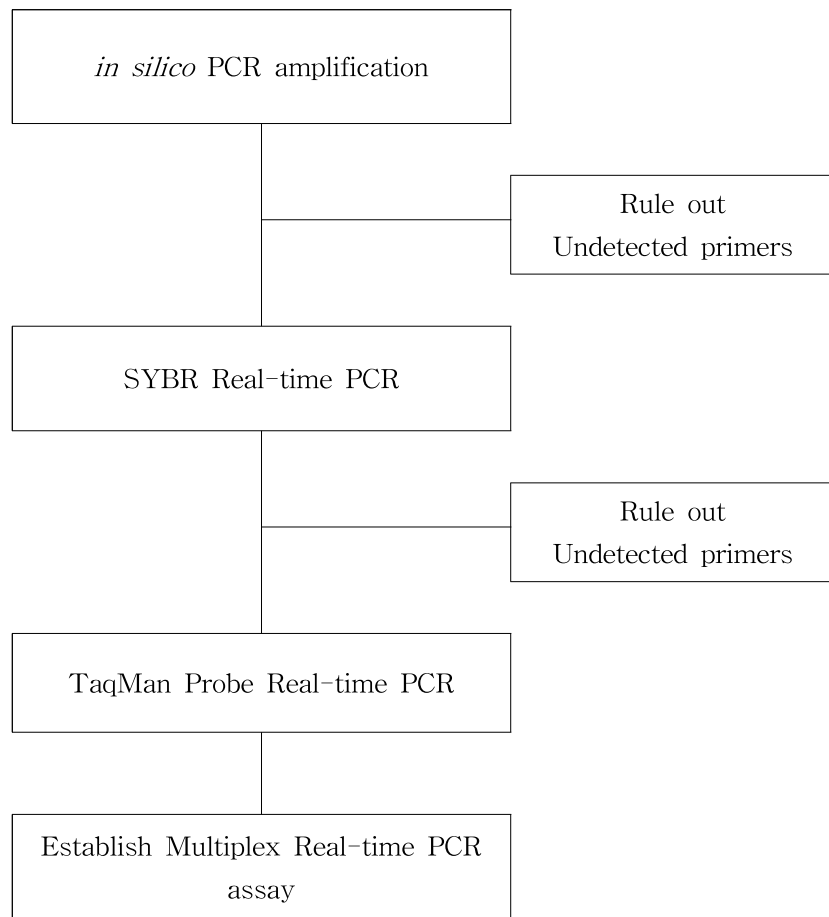 in silico PCR amplification
Rule out
Undetected primers
SYBR Real-time PCR
Rule out
Undetected primers
TaqMan Probe Real-time PCR
Establish Multiplex Real-time PCR
assay